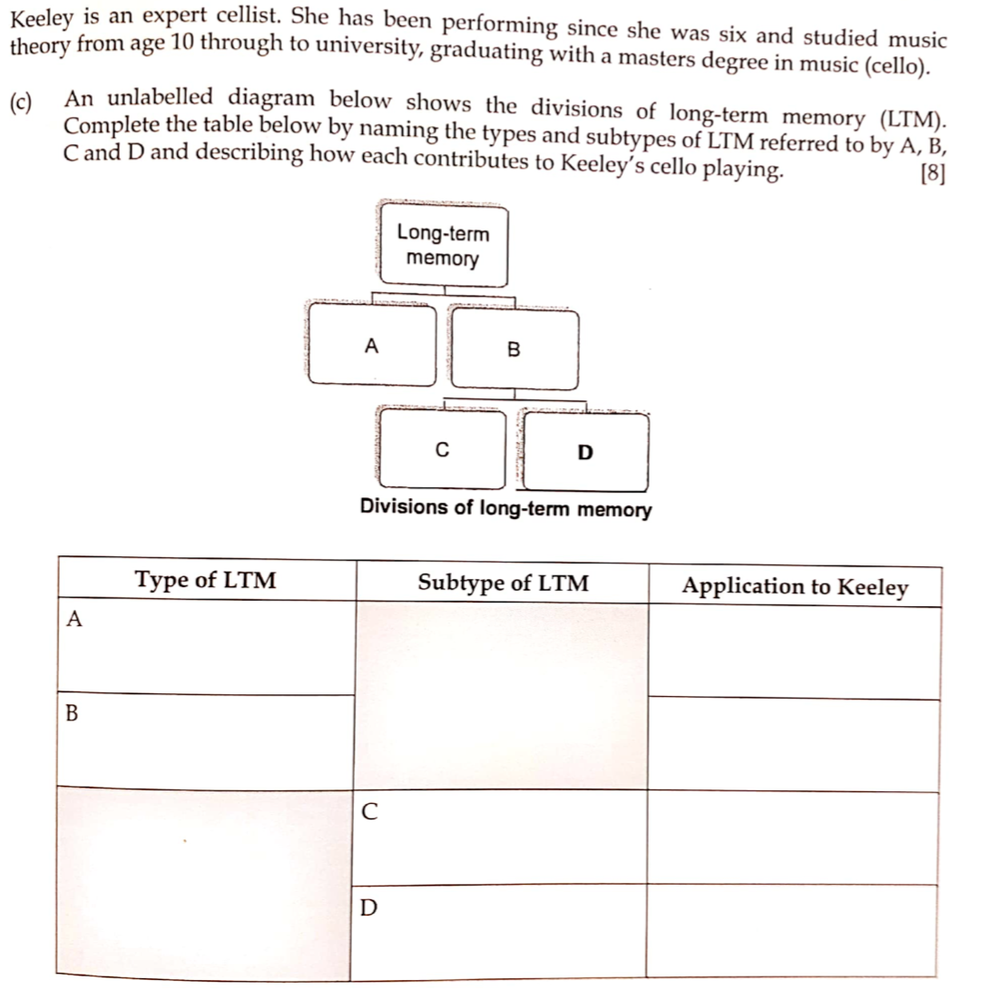 Keeley is an expert cellist. She has been performing since she was six and studied music
theory from age 10 through to university, graduating with a masters degree in music (cello).
(c) An unlabelled diagram below shows the divisions of long-term memory (LTM).
Complete the table below by naming the types and subtypes of LTM referred to by A, B,
C and D and describing how each contributes to Keeley's cello playing. [8]
Long-term
memory
A B
C D
Divisions of long-term memory
Type of LTM Subtype of LTM Application to Keeley
A
B
C
D